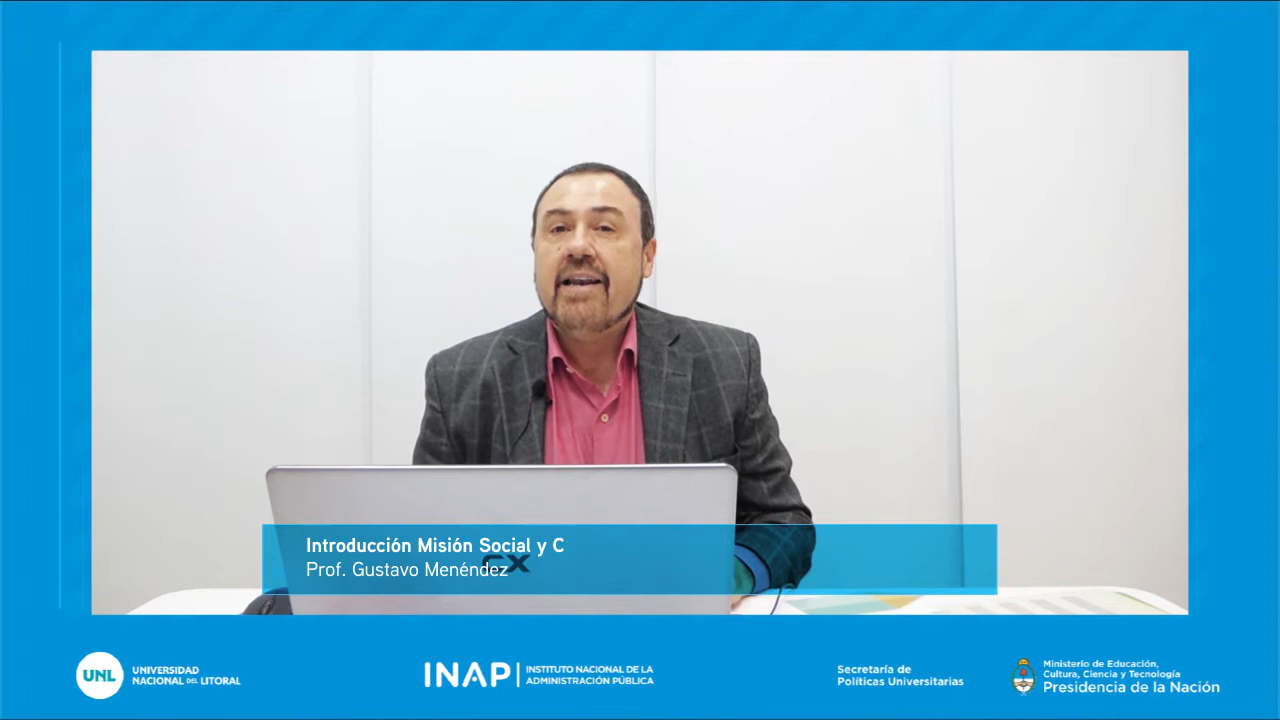 Introducción Misión Social y C
Prof. Gustavo Menéndez
CX
UNL
UNIVERSIDAD
NACIONAL DEL LITORAL
INAP
INSTITUTO NACIONAL DE LA
ADMINISTRACIÓN PÚBLICA
Secretaría de
Políticas Universitarias
Ministerio de Educación,
Cultura, Ciencia y Tecnología
Presidencia de la Nación